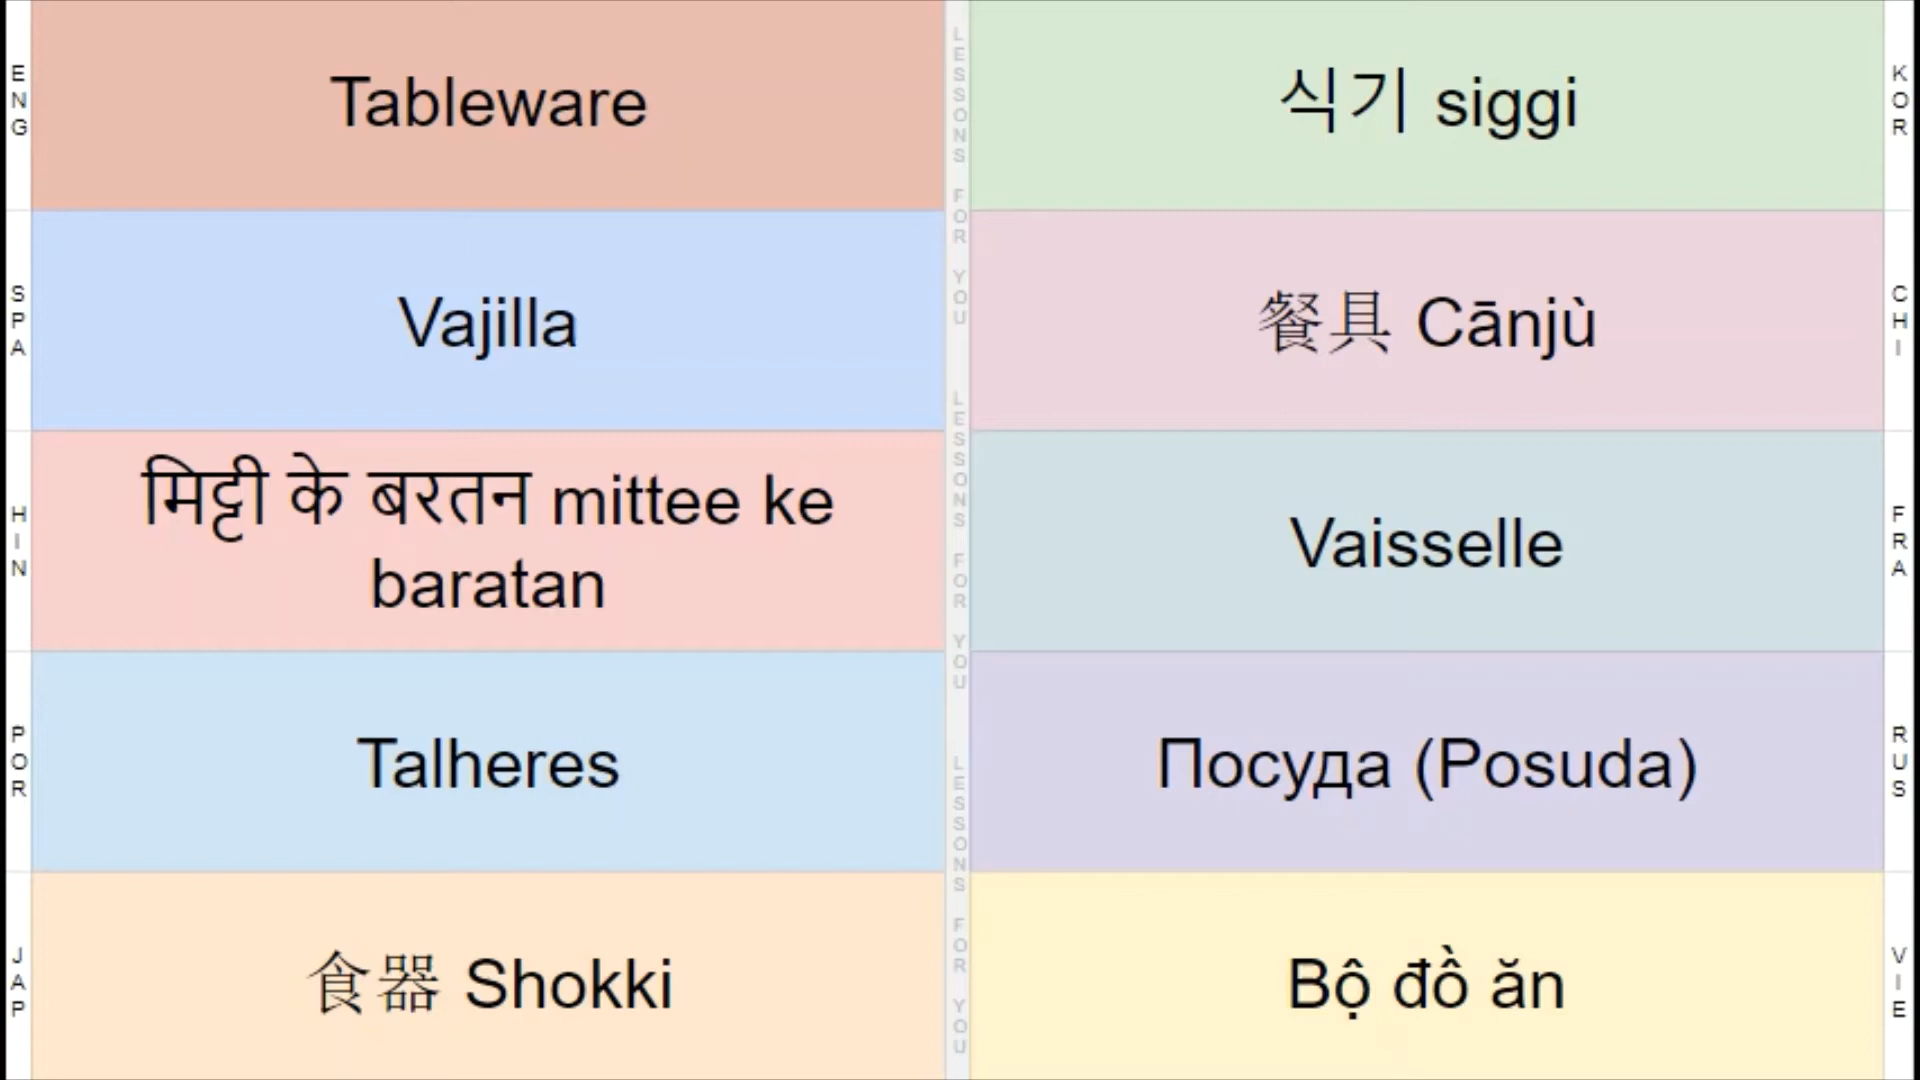 ENG
Tableware
식기 siggi
KOR
SPA
Vajilla
餐具 Cānjù
CHI
HIN
मिट्टी के बरतन mittee ke
baratan
Vaisselle
FRA
POR
Talheres
Посуда (Posuda)
RUS
JAP
食器 Shokki
Bộ đồ ăn
VIE
LESSONS FOR YOU
LESSONS FOR YOU
LESSONS FOR YOU